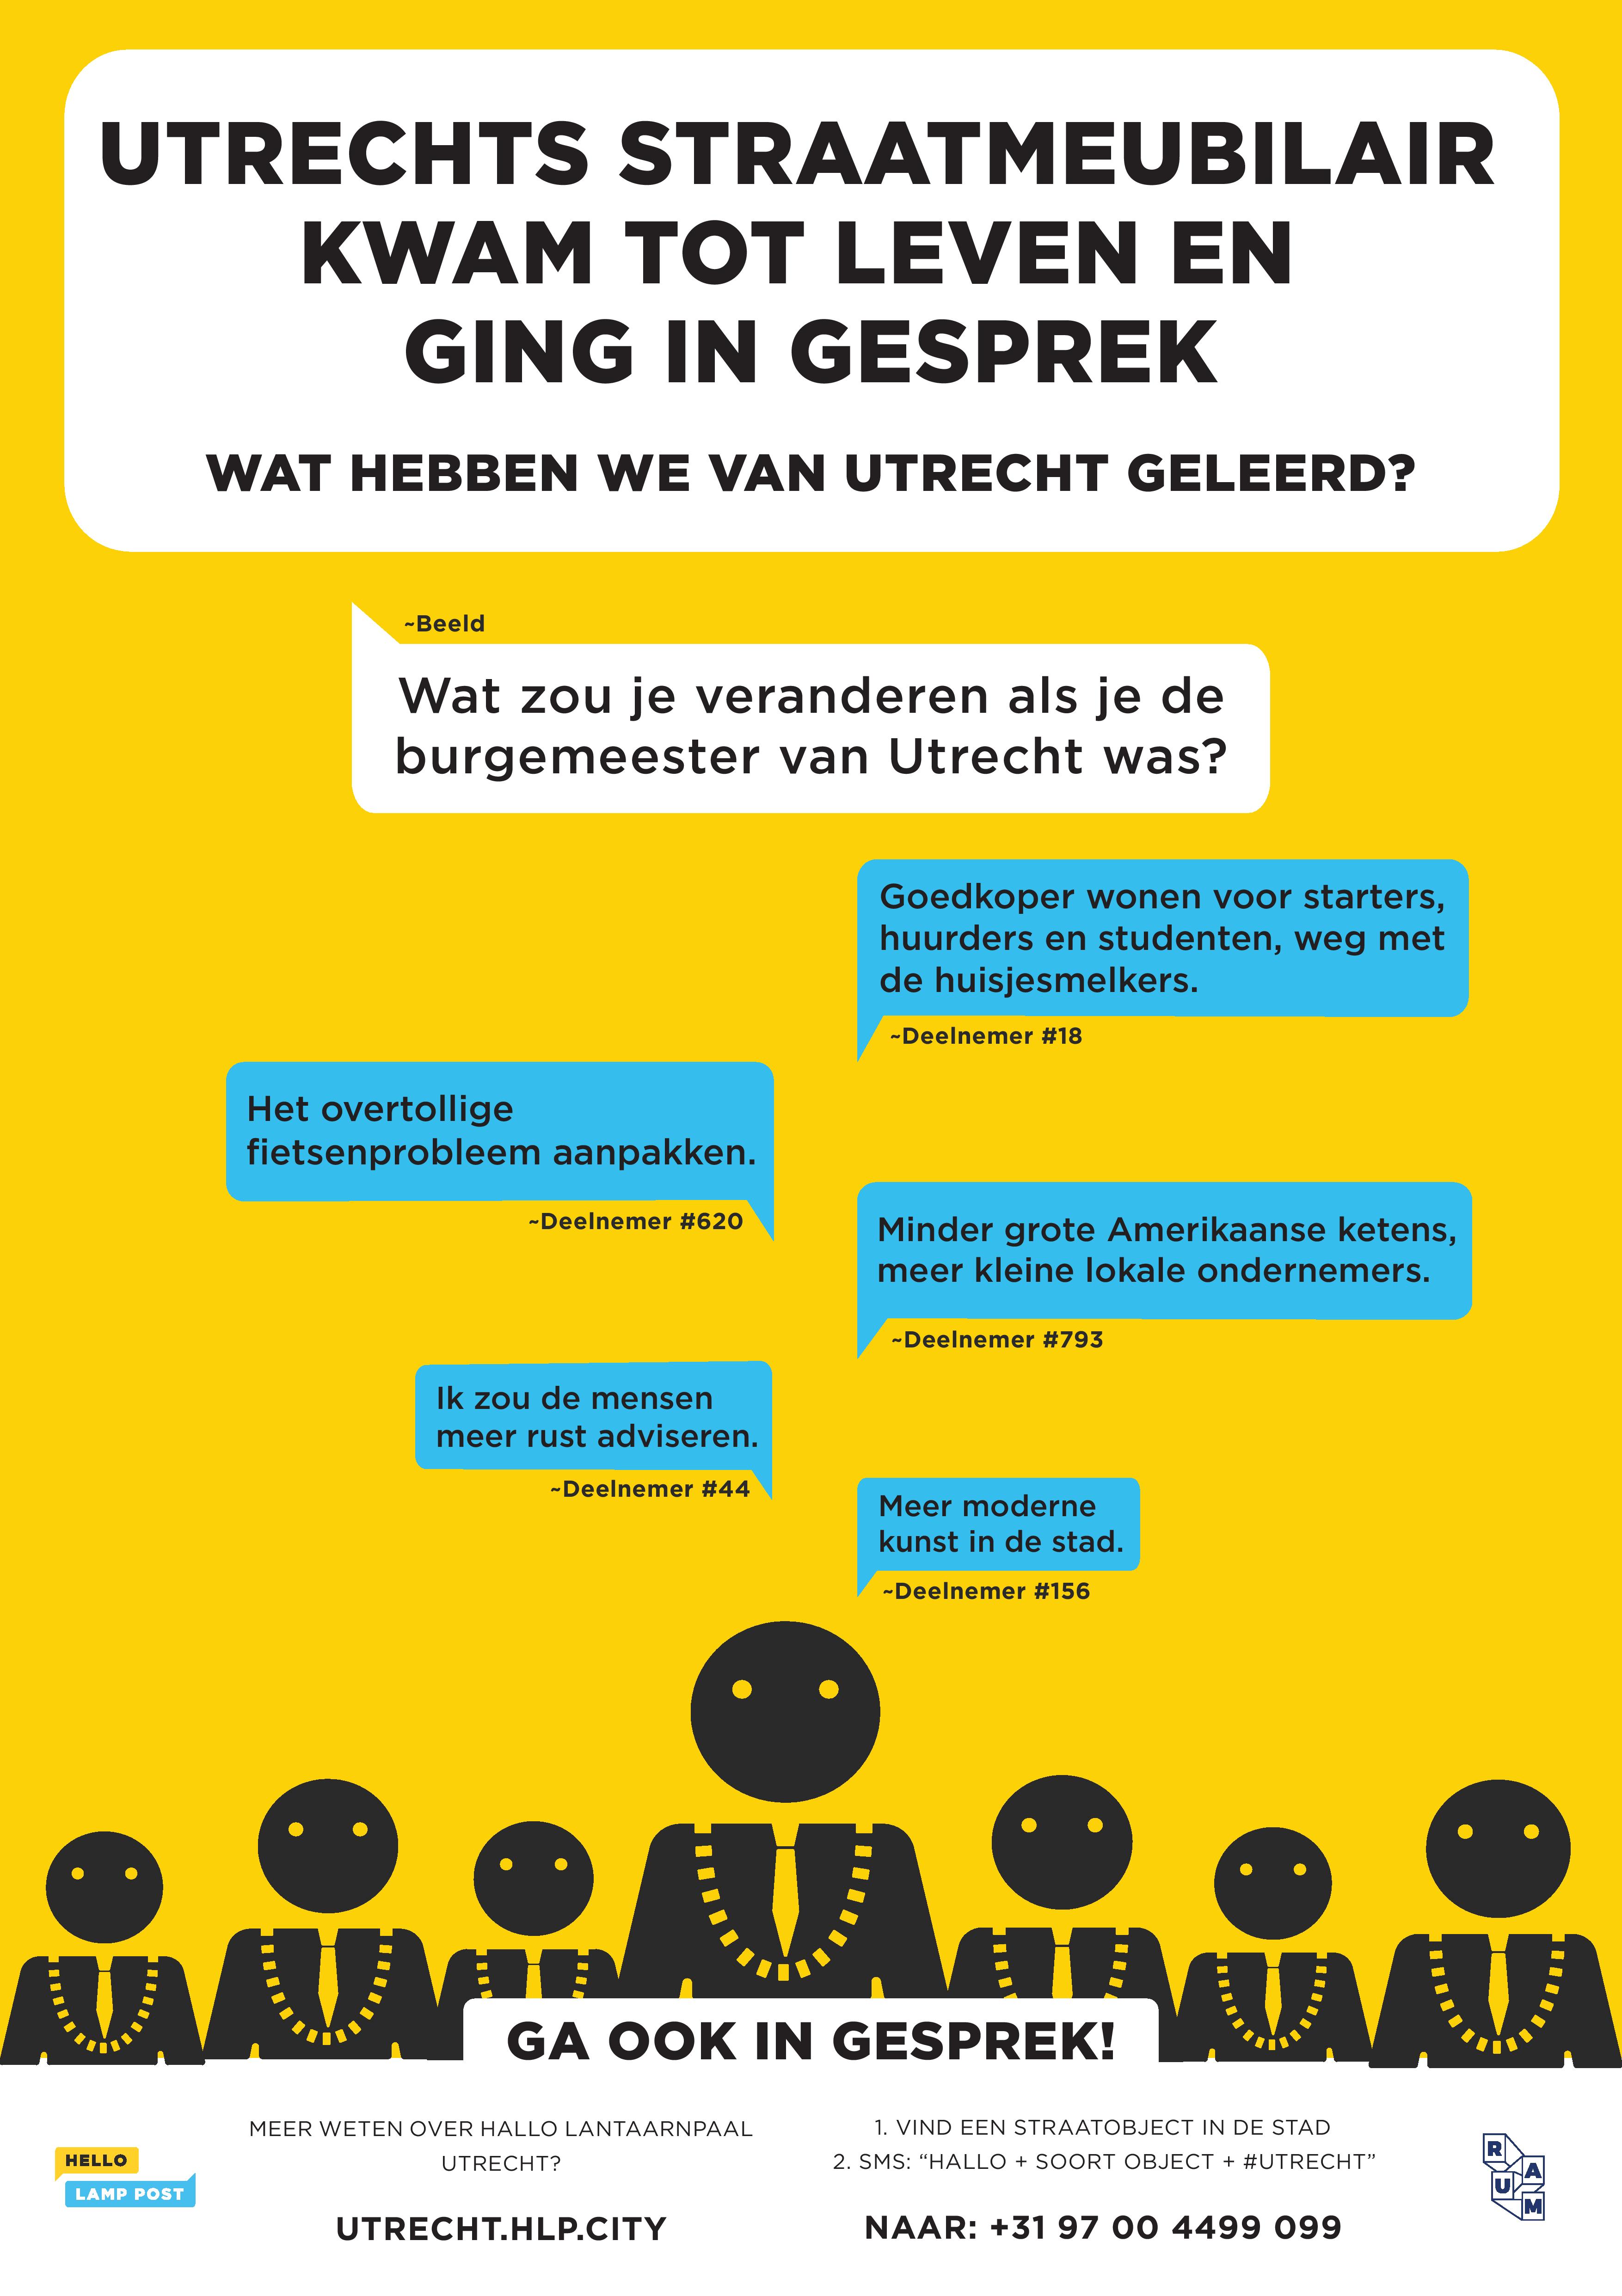 UTRECHTS STRAATMEUBILAIR
KWAM TOT LEVEN EN
GING IN GESPREK
WAT HEBBEN WE VAN UTRECHT GELEERD?
~Beeld
Wat zou je veranderen als je de
burgemeester van Utrecht was?
Goedkoper wonen voor starters,
huurders en studenten, weg met
de huisjesmelkers.
~Deelnemer #18
Het overtollige
fietsenprobleem aanpakken.
~Deelnemer #620
Minder grote Amerikaanse ketens,
meer kleine lokale ondernemers.
~Deelnemer #793
Ik zou de mensen
meer rust adviseren.
~Deelnemer #44
Meer moderne
kunst in de stad.
~Deelnemer #156
GA OOK IN GESPREK!
MEER WETEN OVER HALLO LANTAARNPAAL
UTRECHT?
UTRECHT.HLP.CITY
1. VIND EEN STRAATOBJECT IN DE STAD
2. SMS: “HALLO + SOORT OBJECT + #UTRECHT”
NAAR: +31 97 00 4499 099
HELLO
LAMP POST
RAUM